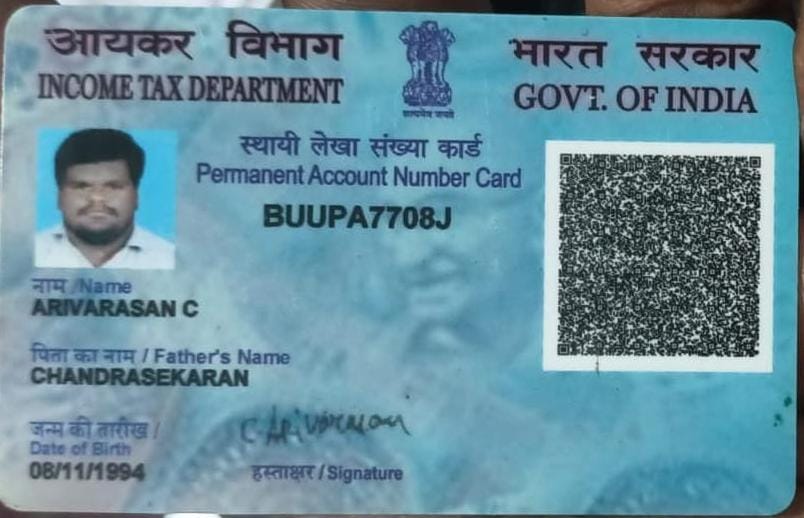 आयकर विभाग
INCOME TAX DEPARTMENT
सत्यमेव जयते
भारत सरकार
GOVT. OF INDIA
स्थायी लेखा संख्या कार्ड
Permanent Account Number Card
BUUPA7708J
नाम /Name
ARIVARASAN C
पिता का नाम / Father's Name
CHANDRASEKARAN
जन्म की तारीख /
Date of Birth
08/11/1994
C Arivarasan
हस्ताक्षर / Signature